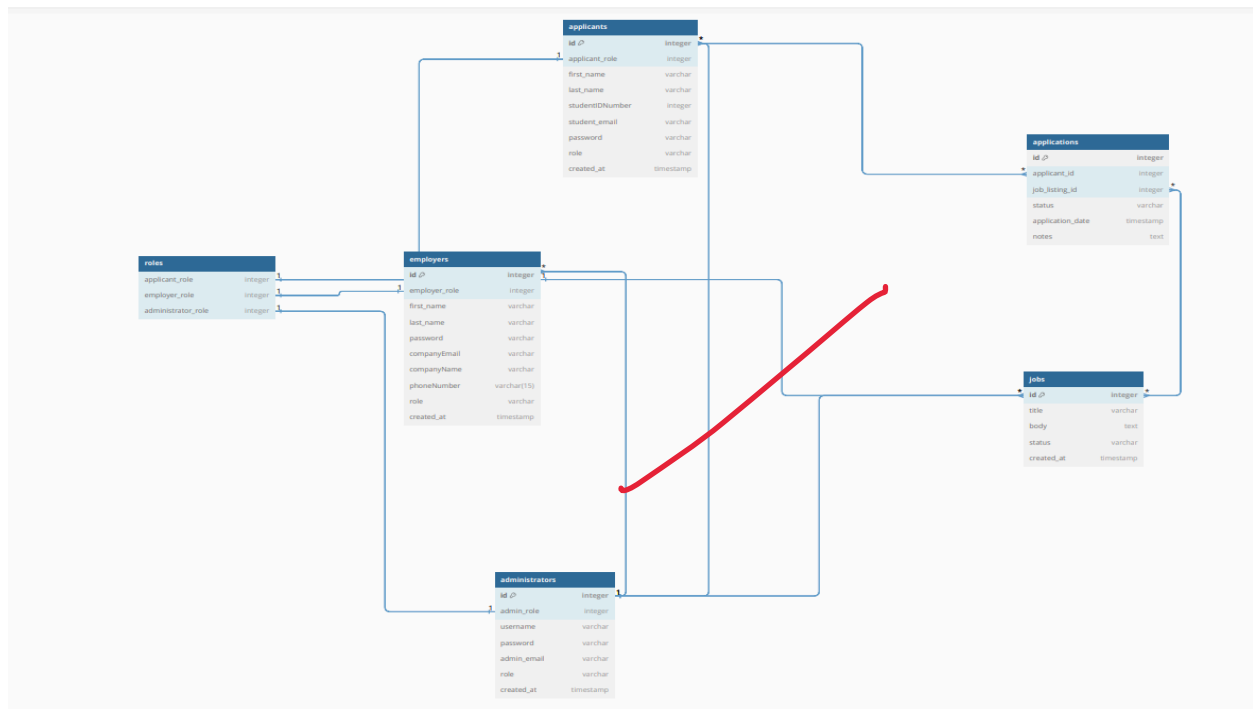 applicants
id integer
applicant_role integer
first_name varchar
last_name varchar
studentIDNumber integer
student_email varchar
password varchar
role varchar
created_at timestamp
applications
id integer
applicant_id integer
job_listing_id integer
status varchar
application_date timestamp
notes text
roles
applicant_role integer
employer_role integer
administrator_role integer
employers
id integer
employer_role integer
first_name varchar
last_name varchar
password varchar
companyEmail varchar
companyName varchar
phoneNumber varchar(15)
role varchar
created_at timestamp
jobs
id integer
title varchar
body text
status varchar
created_at timestamp
administrators
id integer
admin_role integer
username varchar
password varchar
admin_email varchar
role varchar
created_at timestamp